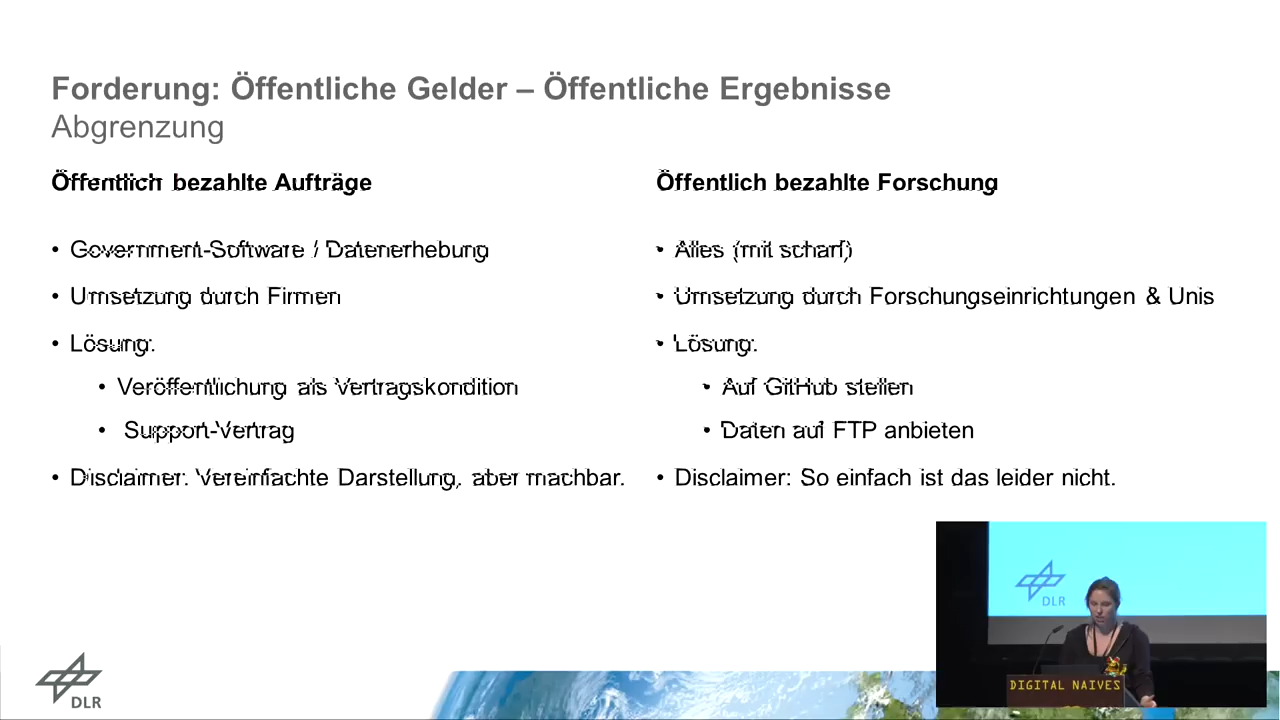 Forderung: Öffentliche Gelder – Öffentliche Ergebnisse
Abgrenzung
Öffentlich bezahlte Aufträge
• Government-Software / Datenerhebung
• Umsetzung durch Firmen
• Lösung:
• Veröffentlichung als Vertragskondition
• Support-Vertrag
• Disclaimer: Vereinfachte Darstellung, aber machbar.
Öffentlich bezahlte Forschung
• Alles (mit scharf)
• Umsetzung durch Forschungseinrichtungen & Unis
• Lösung:
• Auf GitHub stellen
• Daten auf FTP anbieten
• Disclaimer: So einfach ist das leider nicht.
DLR
DIGITAL NAIVES
DLR